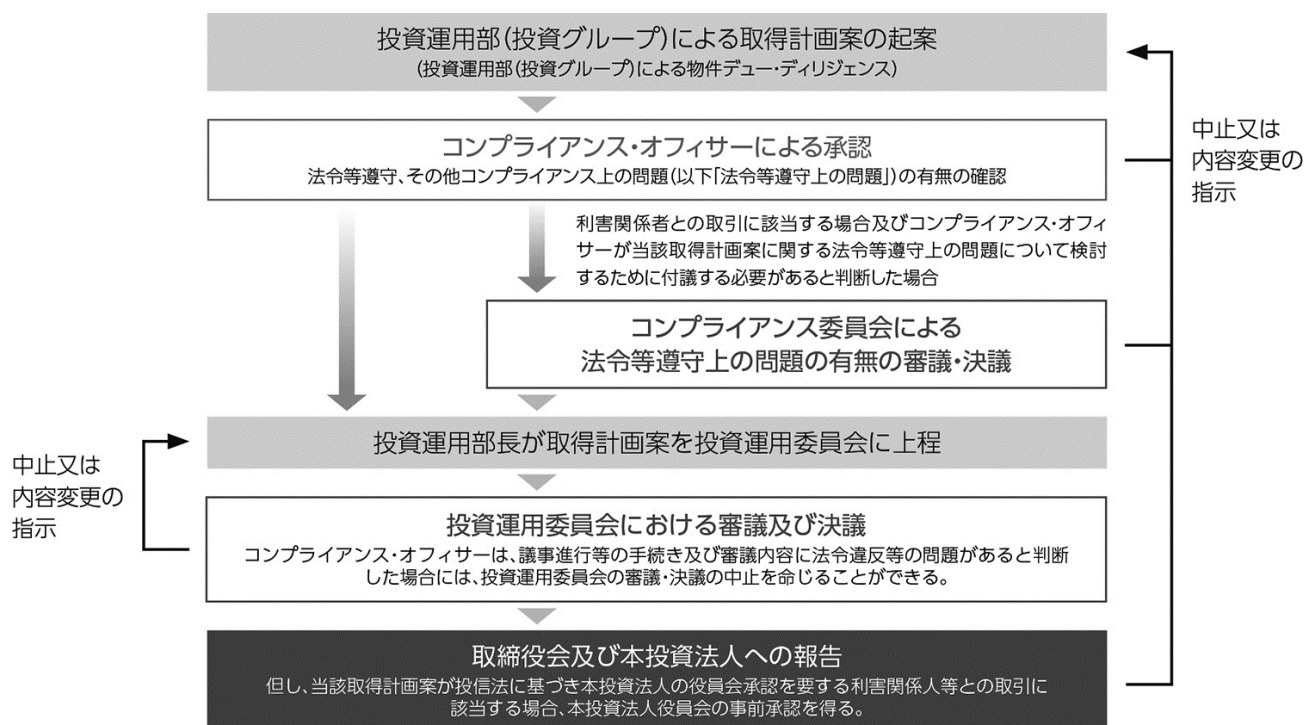 投資運用部(投資グループ)による取得計画案の起案
(投資運用部(投資グループ)による物件デュー・ディリジェンス)
コンプライアンス・オフィサーによる承認
法令等遵守、その他コンプライアンス上の問題(以下「法令等遵守上の問題」)の有無の確認
中止又は
内容変更の
指示
利害関係者との取引に該当する場合及びコンプライアンス・オフィ
サーが当該取得計画案に関する法令等遵守上の問題について検討
するために付議する必要があると判断した場合
コンプライアンス委員会による
法令等遵守上の問題の有無の審議・決議
投資運用部長が取得計画案を投資運用委員会に上程
中止又は
内容変更の
指示
投資運用委員会における審議及び決議
コンプライアンス・オフィサーは、議事進行等の手続き及び審議内容に法令違反等の問題があると判断
した場合には、投資運用委員会の審議・決議の中止を命じることができる。
取締役会及び本投資法人への報告
但し、当該取得計画案が投信法に基づき本投資法人の役員会承認を要する利害関係人等との取引に
該当する場合、本投資法人役員会の事前承認を得る。